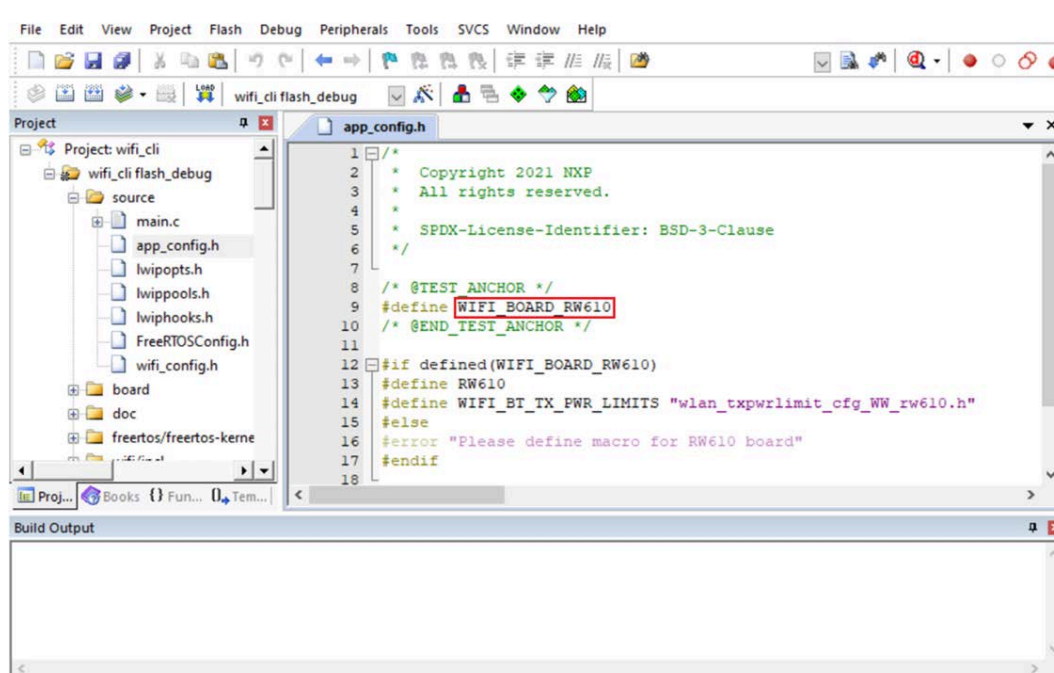 File Edit View Project Flash Debug Peripherals Tools SVCS Window Help
LOAD
wifi_cli flash_debug
Project
Project: wifi_cli
wifi_cli flash_debug
source
main.c
app_config.h
lwipopts.h
lwippools.h
lwiphooks.h
FreeRTOSConfig.h
wifi_config.h
board
doc
freertos/freertos-kerne
Proj... Books {} Fun... Tem...
app_config.h
1 /*
2 * Copyright 2021 NXP
3 * All rights reserved.
4 *
5 * SPDX-License-Identifier: BSD-3-Clause
6 */
7
8 /* @TEST_ANCHOR */
9 #define WIFI_BOARD_RW610
10 /* @END_TEST_ANCHOR */
11
12 #if defined(WIFI_BOARD_RW610)
13 #define RW610
14 #define WIFI_BT_TX_PWR_LIMITS "wlan_txpwrlimit_cfg_WW_rw610.h"
15 #else
16 #error "Please define macro for RW610 board"
17 #endif
18
Build Output